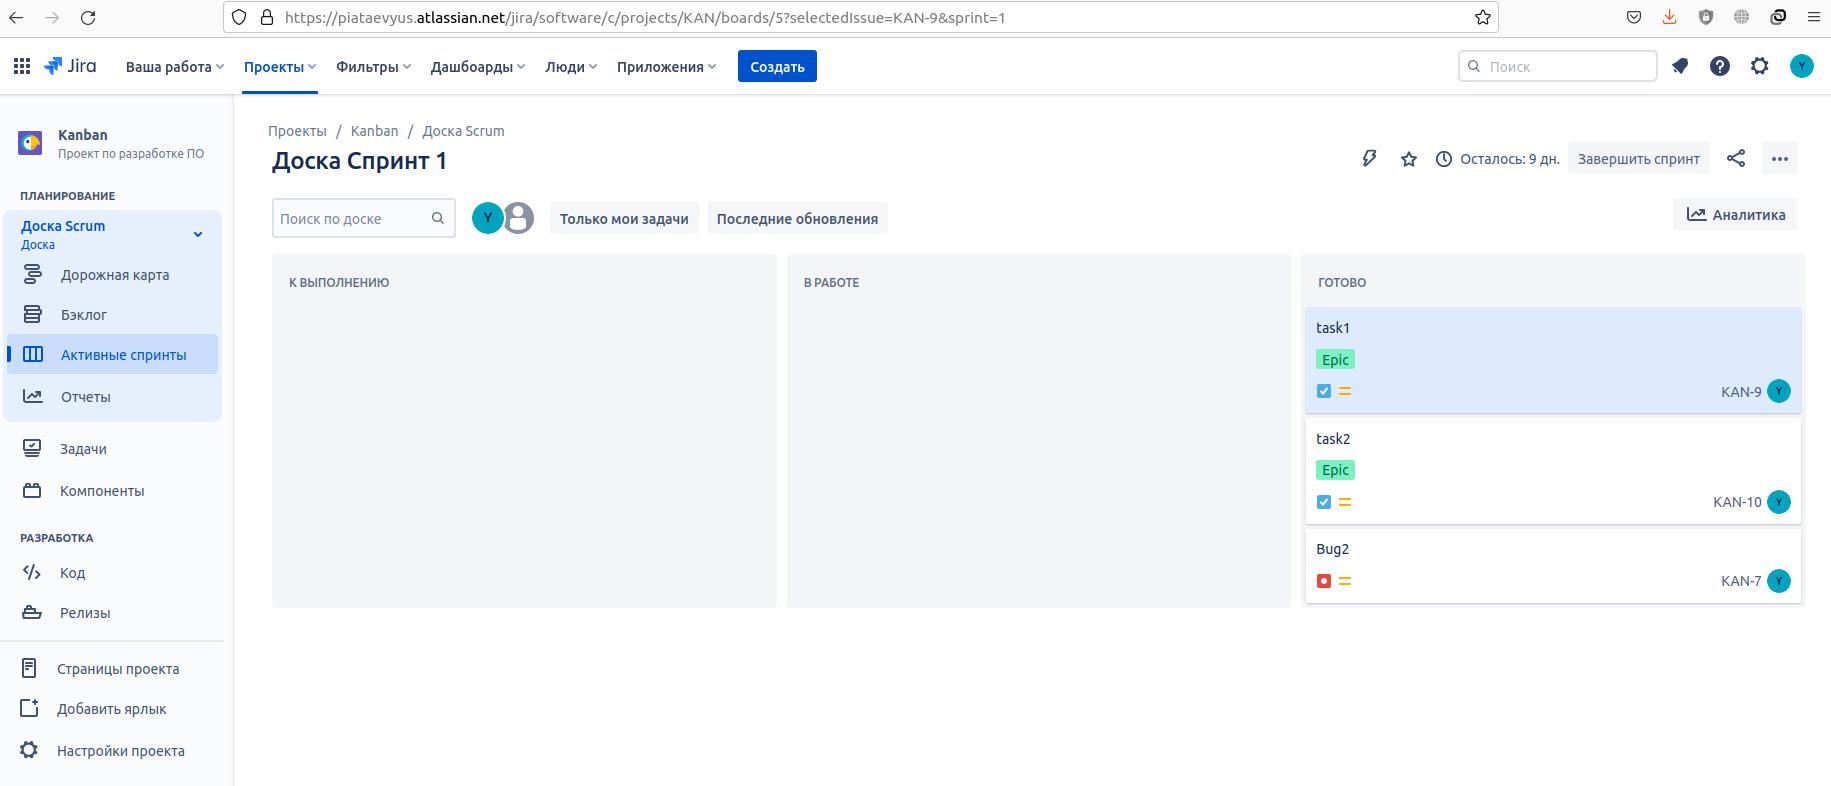 https://piataevyus.atlassian.net/jira/software/c/projects/KAN/boards/5?selectedIssue=KAN-9&sprint=1
Jira
Ваша работа
Проекты
Фильтры
Дашборды
Люди
Приложения
Создать
Поиск
Y
Kanban
Проект по разработке ПО
ПЛАНИРОВАНИЕ
Доска Scrum
Доска
Дорожная карта
Бэклог
Активные спринты
Отчеты
Задачи
Компоненты
РАЗРАБОТКА
Код
Релизы
Страницы проекта
Добавить ярлык
Настройки проекта
Проекты / Kanban / Доска Scrum
Доска Спринт 1
Осталось: 9 дн.
Завершить спринт
Поиск по доске
Y
Только мои задачи
Последние обновления
Аналитика
К ВЫПОЛНЕНИЮ
В РАБОТЕ
ГОТОВО
task1
Epic
KAN-9 Y
task2
Epic
KAN-10 Y
Bug2
KAN-7 Y